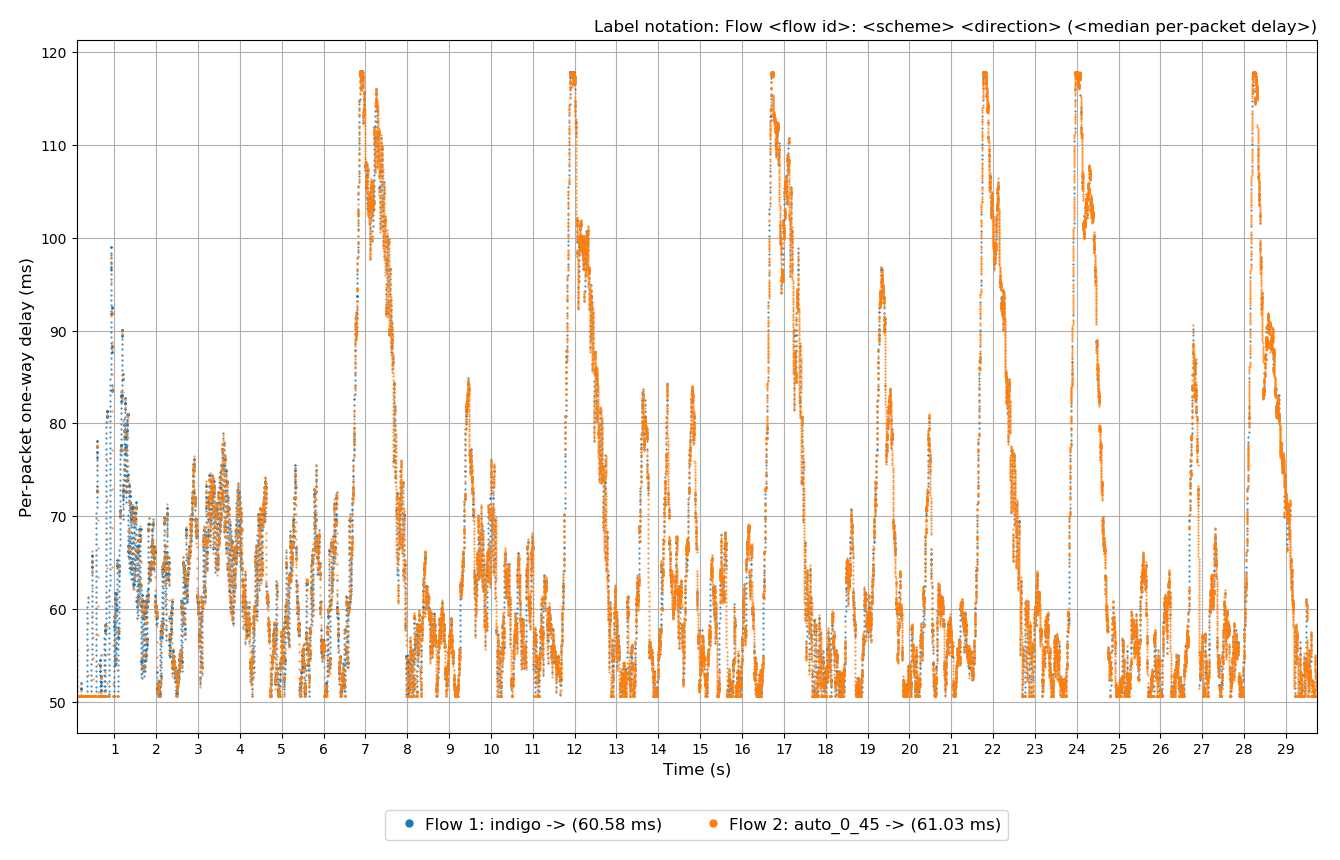 Label notation: Flow <flow id>: <scheme> <direction> (<median per-packet delay>)
120
110
100
90
80
70
60
50
Per-packet one-way delay (ms)
1 2 3 4 5 6 7 8 9 10 11 12 13 14 15 16 17 18 19 20 21 22 23 24 25 26 27 28 29
Time (s)
Flow 1: indigo -> (60.58 ms) Flow 2: auto_0_45 -> (61.03 ms)